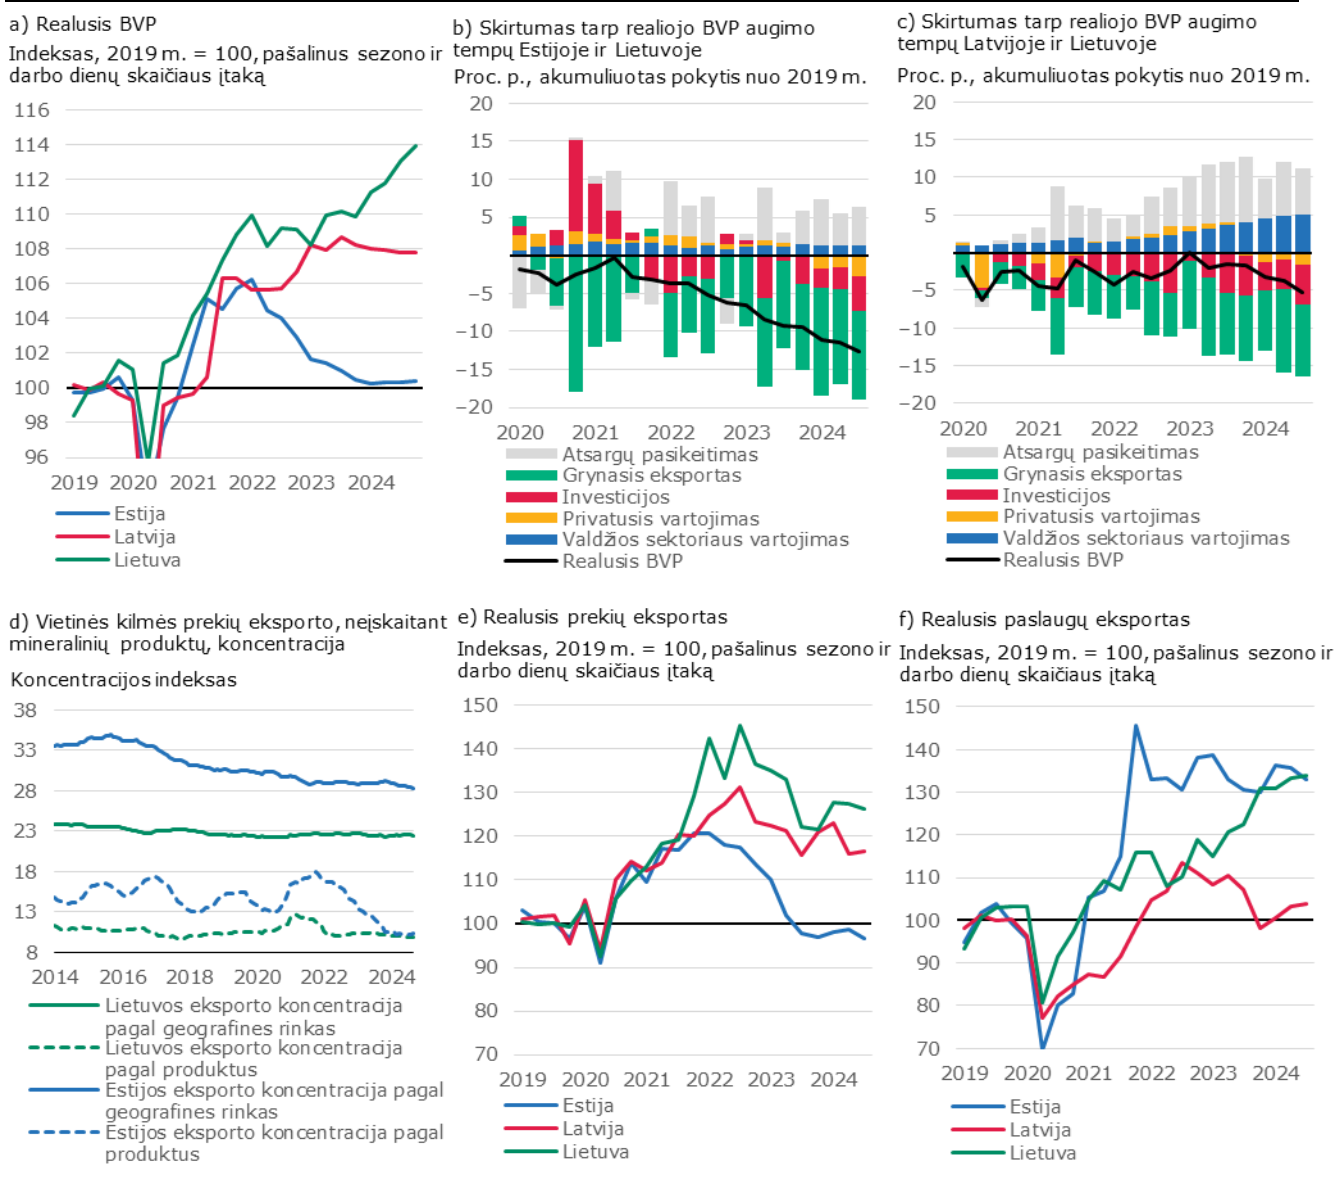 a) Realusis BVP
Indeksas, 2019 m. = 100, pašalinus sezono ir
darbo dienų skaičiaus įtaką
116
114
112
110
108
106
104
102
100
98
96
2019 2020 2021 2022 2023 2024
Estija
Latvija
Lietuva
b) Skirtumas tarp realiojo BVP augimo
tempų Estijoje ir Lietuvoje
Proc. p., akumuliuotas pokytis nuo 2019 m.
20
15
10
5
0
−5
−10
−15
−20
2020 2021 2022 2023 2024
Atsargų pasikeitimas
Grynasis eksportas
Investicijos
Privatusis vartojimas
Valdžios sektoriaus vartojimas
Realusis BVP
c) Skirtumas tarp realiojo BVP augimo
tempų Latvijoje ir Lietuvoje
Proc. p., akumuliuotas pokytis nuo 2019 m.
20
15
10
5
0
−5
−10
−15
−20
2020 2021 2022 2023 2024
Atsargų pasikeitimas
Grynasis eksportas
Investicijos
Privatusis vartojimas
Valdžios sektoriaus vartojimas
Realusis BVP
d) Vietinės kilmės prekių eksporto, neįskaitant
mineralinių produktų, koncentracija
Koncentracijos indeksas
38
33
28
23
18
13
8
2014 2016 2018 2020 2022 2024
Lietuvos eksporto koncentracija
pagal geografines rinkas
Lietuvos eksporto koncentracija
pagal produktus
Estijos eksporto koncentracija pagal
geografines rinkas
Estijos eksporto koncentracija pagal
produktus
e) Realusis prekių eksportas
Indeksas, 2019 m. = 100, pašalinus sezono ir
darbo dienų skaičiaus įtaką
150
140
130
120
110
100
90
80
70
2019 2020 2021 2022 2023 2024
Estija
Latvija
Lietuva
f) Realusis paslaugų eksportas
Indeksas, 2019 m. = 100, pašalinus sezono ir
darbo dienų skaičiaus įtaką
150
140
130
120
110
100
90
80
70
2019 2020 2021 2022 2023 2024
Estija
Latvija
Lietuva